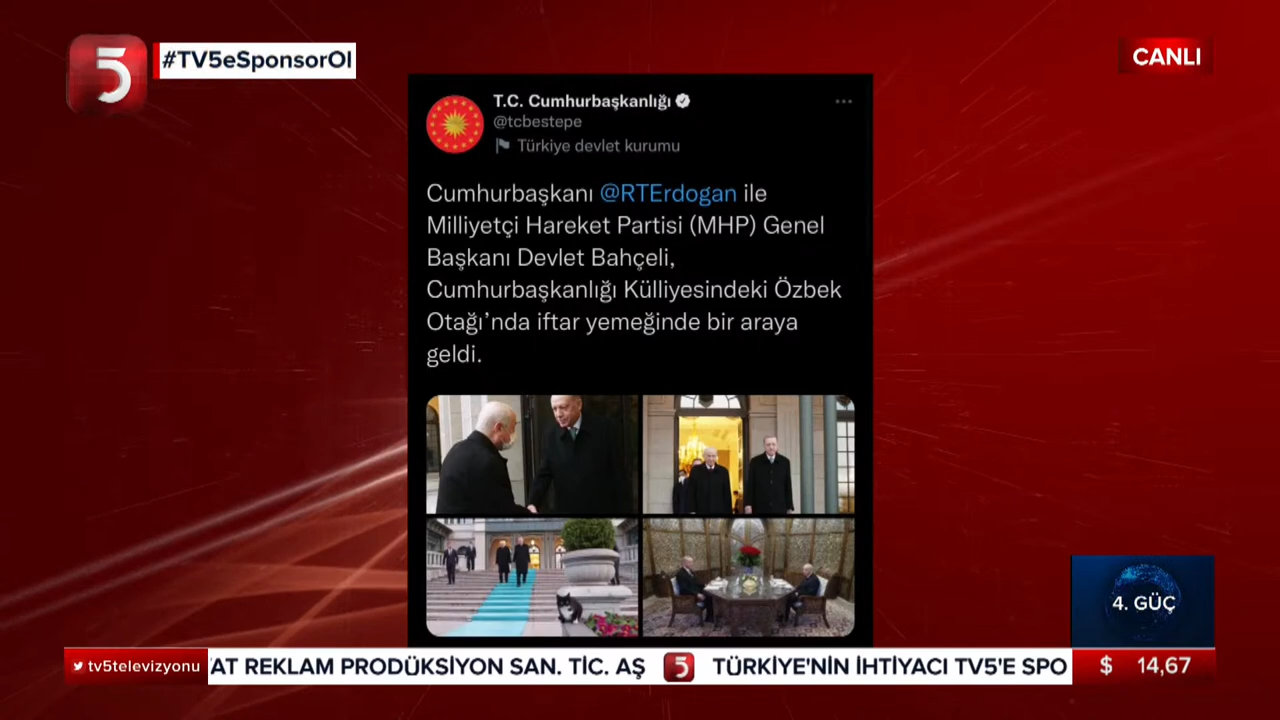 5
#TV5eSponsorOl
CANLI
T.C. Cumhurbaşkanlığı
@tcbestepe
Türkiye devlet kurumu
Cumhurbaşkanı @RTErdogan ile
Milliyetçi Hareket Partisi (MHP) Genel
Başkanı Devlet Bahçeli,
Cumhurbaşkanlığı Külliyesindeki Özbek
Otağı’nda iftar yemeğinde bir araya
geldi.
4. GÜÇ
tv5televizyonu
AT REKLAM PRODÜKSİYON SAN. TİC. AŞ 5 TÜRKİYE'NİN İHTİYACI TV5'E SPO
$ 14,67